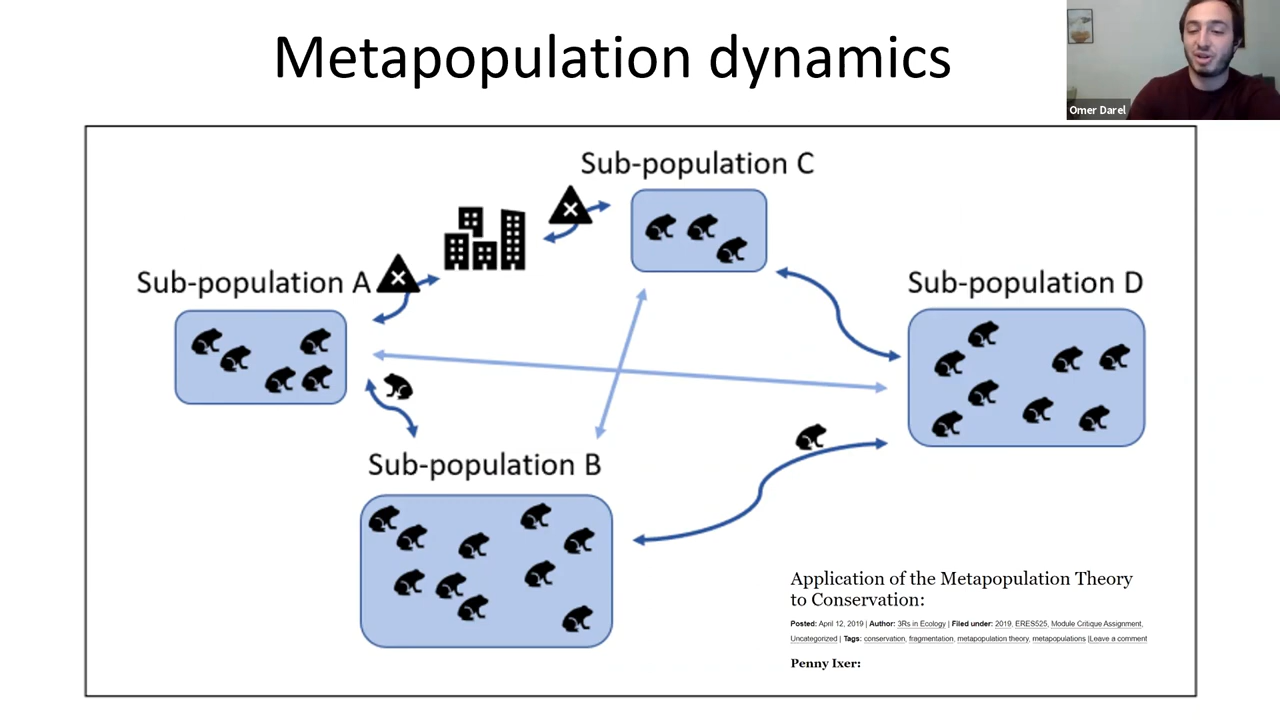 Metapopulation dynamics
Omer Darel
Sub-population C
Sub-population A
Sub-population D
Sub-population B
Application of the Metapopulation Theory
to Conservation:
Posted: April 12, 2019 | Author: 3Rs in Ecology | Filed under: 2019, ERES525, Module Critique Assignment,
Uncategorized | Tags: conservation, fragmentation, metapopulation theory, metapopulations |Leave a comment
Penny Ixer: